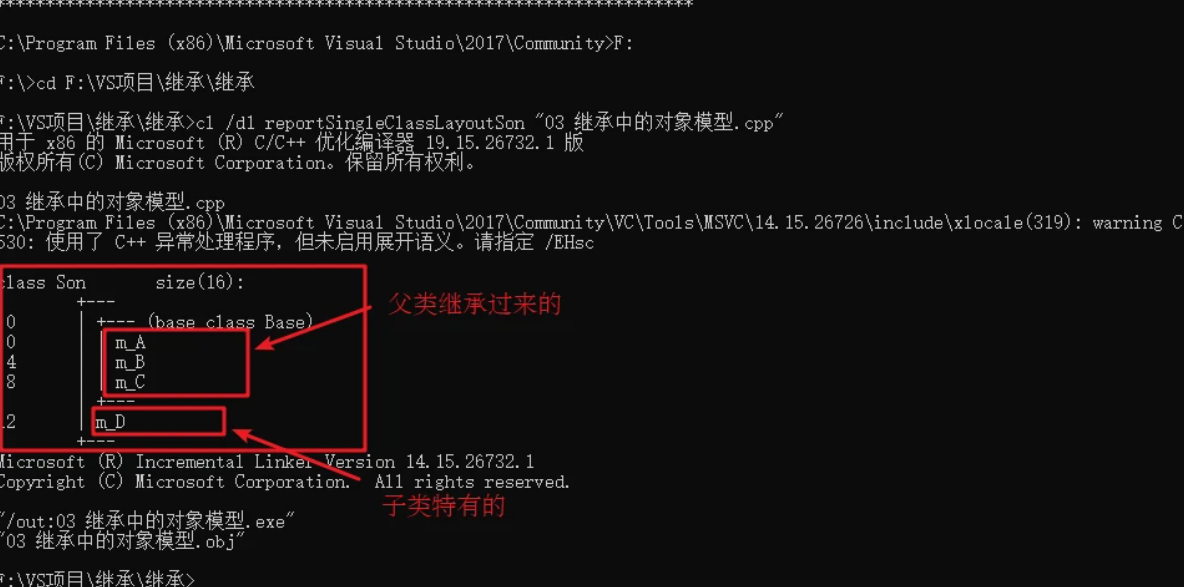 **********************************************************************
C:\Program Files (x86)\Microsoft Visual Studio\2017\Community>F:
F:\>cd F:\VS项目\继承\继承
F:\VS项目\继承\继承>cl /d1 reportSingleClassLayoutSon "03 继承中的对象模型.cpp"
用于 x86 的 Microsoft (R) C/C++ 优化编译器 19.15.26732.1 版
版权所有(C) Microsoft Corporation。保留所有权利。
03 继承中的对象模型.cpp
C:\Program Files (x86)\Microsoft Visual Studio\2017\Community\VC\Tools\MSVC\14.15.26726\include\xlocale(319): warning C
530: 使用了 C++ 异常处理程序，但未启用展开语义。请指定 /EHsc
class Son size(16):
+---
0 | +--- (base class Base)
0 | | m_A
4 | | m_B
8 | | m_C
| +---
12 | m_D
+---
父类继承过来的
Microsoft (R) Incremental Linker Version 14.15.26732.1
Copyright (C) Microsoft Corporation. All rights reserved.
子类特有的
"/out:03 继承中的对象模型.exe"
"03 继承中的对象模型.obj"
F:\VS项目\继承\继承>